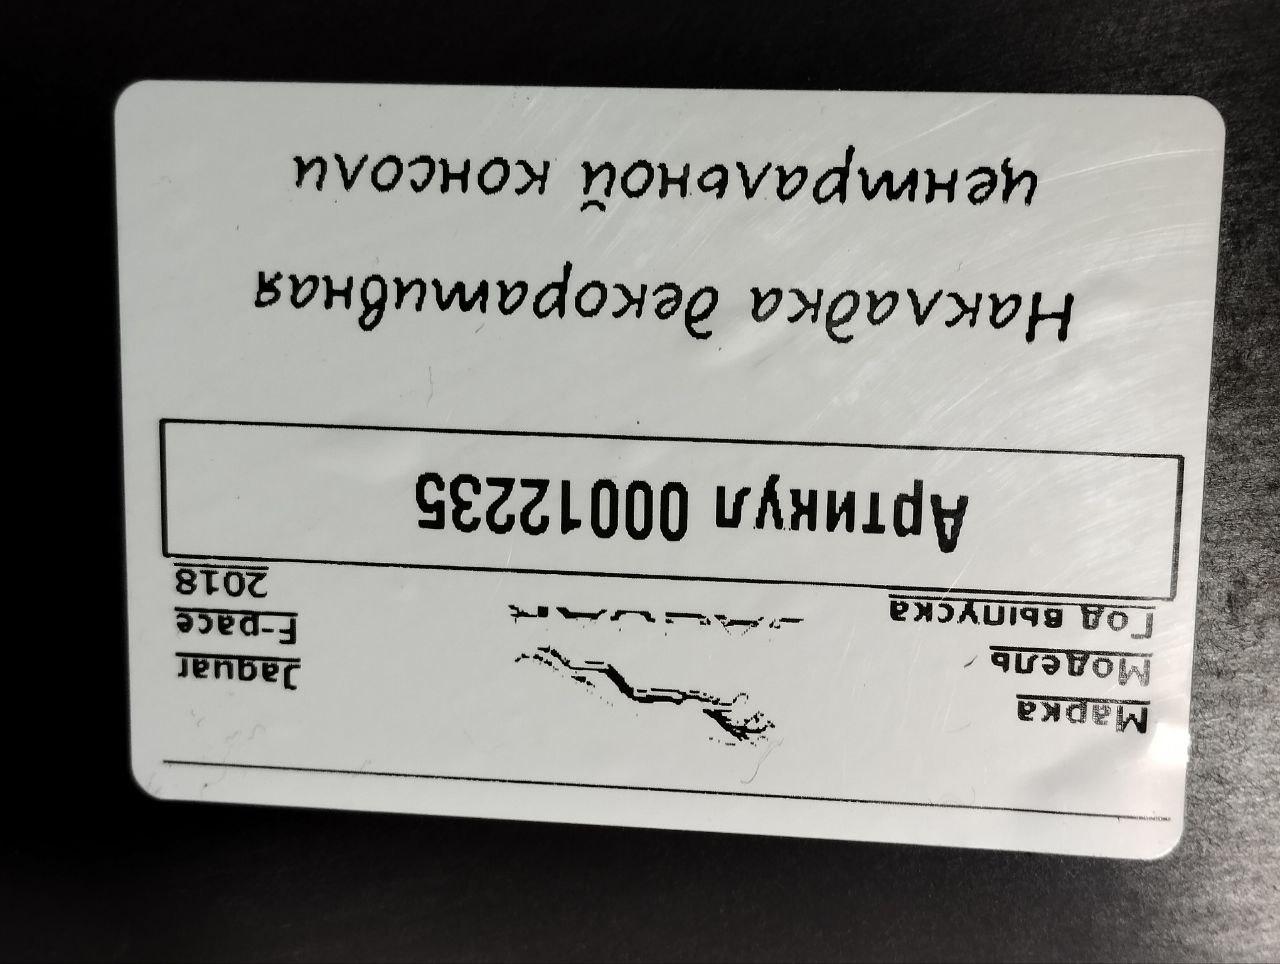 Марка Jaguar
Модель F-pace
Год выпуска 2018
Артикул 00012235
Накладка декоративная
центральной консоли